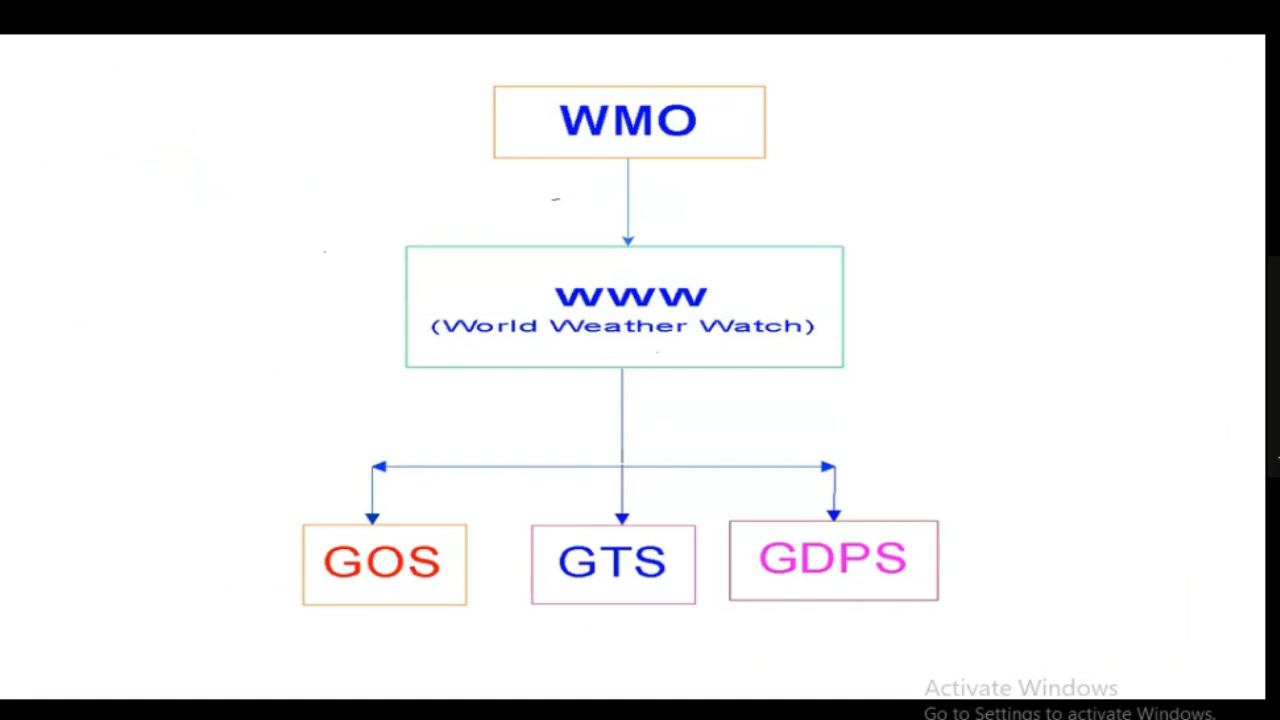 WMO
WWW
(World Weather Watch)
GOS
GTS
GDPS
Activate Windows
Go to Settings to activate Windows.